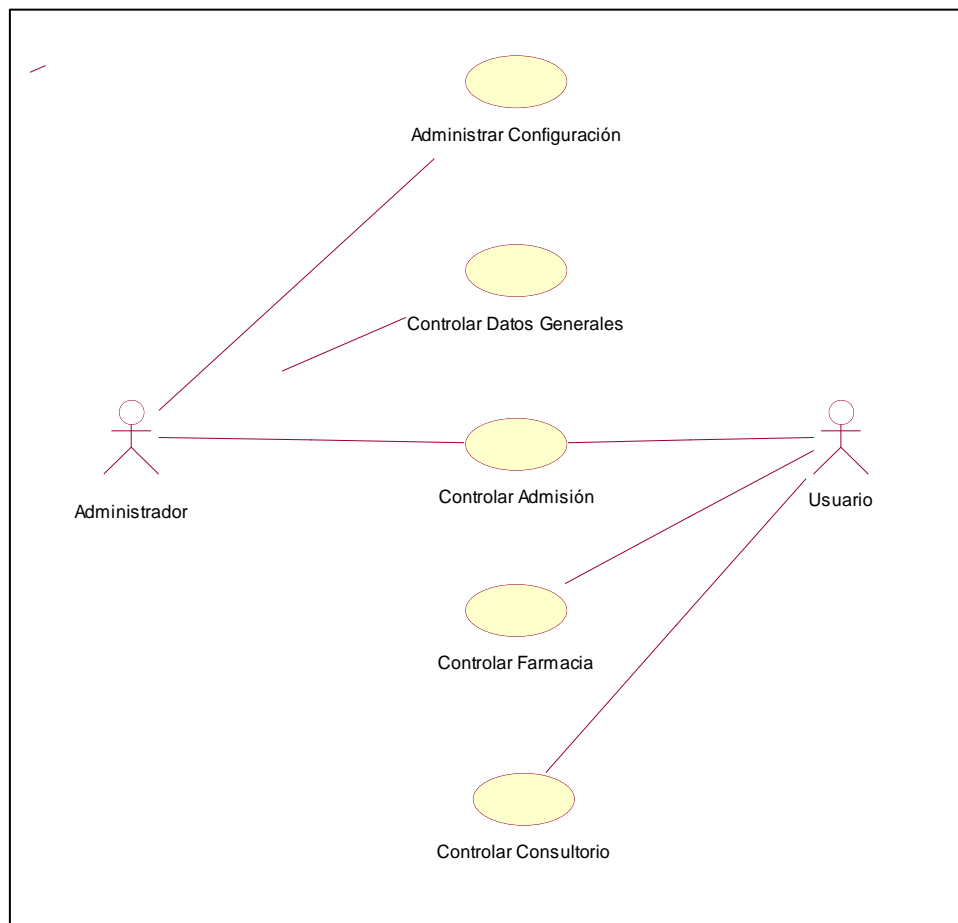 Administrar Configuración
Controlar Datos Generales
Controlar Admisión
Administrador
Usuario
Controlar Farmacia
Controlar Consultorio